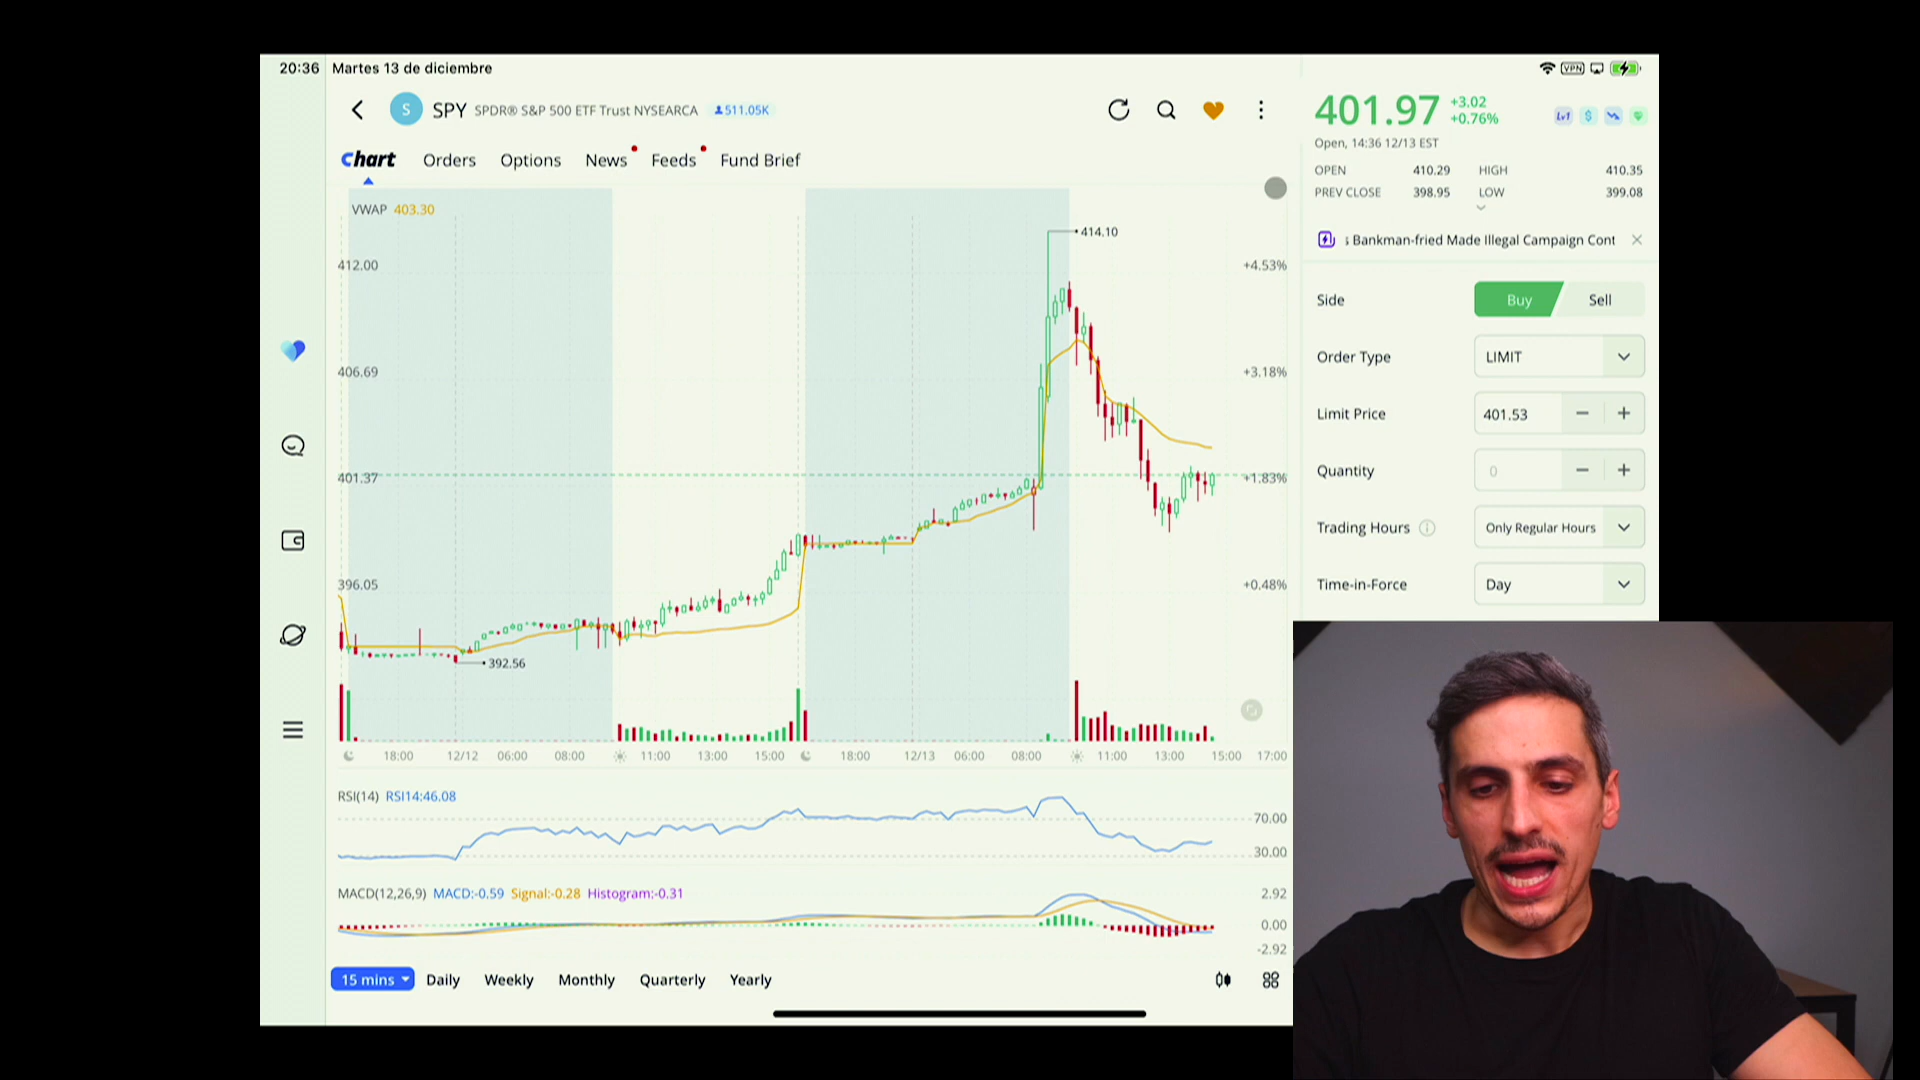 20:36 Martes 13 de diciembre
VPN
S SPY SPDR® S&P 500 ETF Trust NYSEARCA 511.05K
Chart Orders Options News Feeds Fund Brief
VWAP 403.30
414.10
412.00 +4.53%
406.69 +3.18%
401.37 +1.83%
396.05 +0.48%
392.56
18:00 12/12 06:00 08:00 11:00 13:00 15:00 18:00 12/13 06:00 08:00 11:00 13:00 15:00 17:00
RSI(14) RSI14:46.08
70.00
30.00
MACD(12,26,9) MACD:-0.59 Signal:-0.28 Histogram:-0.31
2.92
0.00
-2.92
15 mins Daily Weekly Monthly Quarterly Yearly
401.97 +3.02
+0.76%
Lv1 $
Open, 14:36 12/13 EST
OPEN 410.29 HIGH 410.35
PREV CLOSE 398.95 LOW 399.08
s Bankman-fried Made Illegal Campaign Cont
Side Buy Sell
Order Type LIMIT
Limit Price 401.53 − +
Quantity 0 − +
Trading Hours Only Regular Hours
Time-in-Force Day